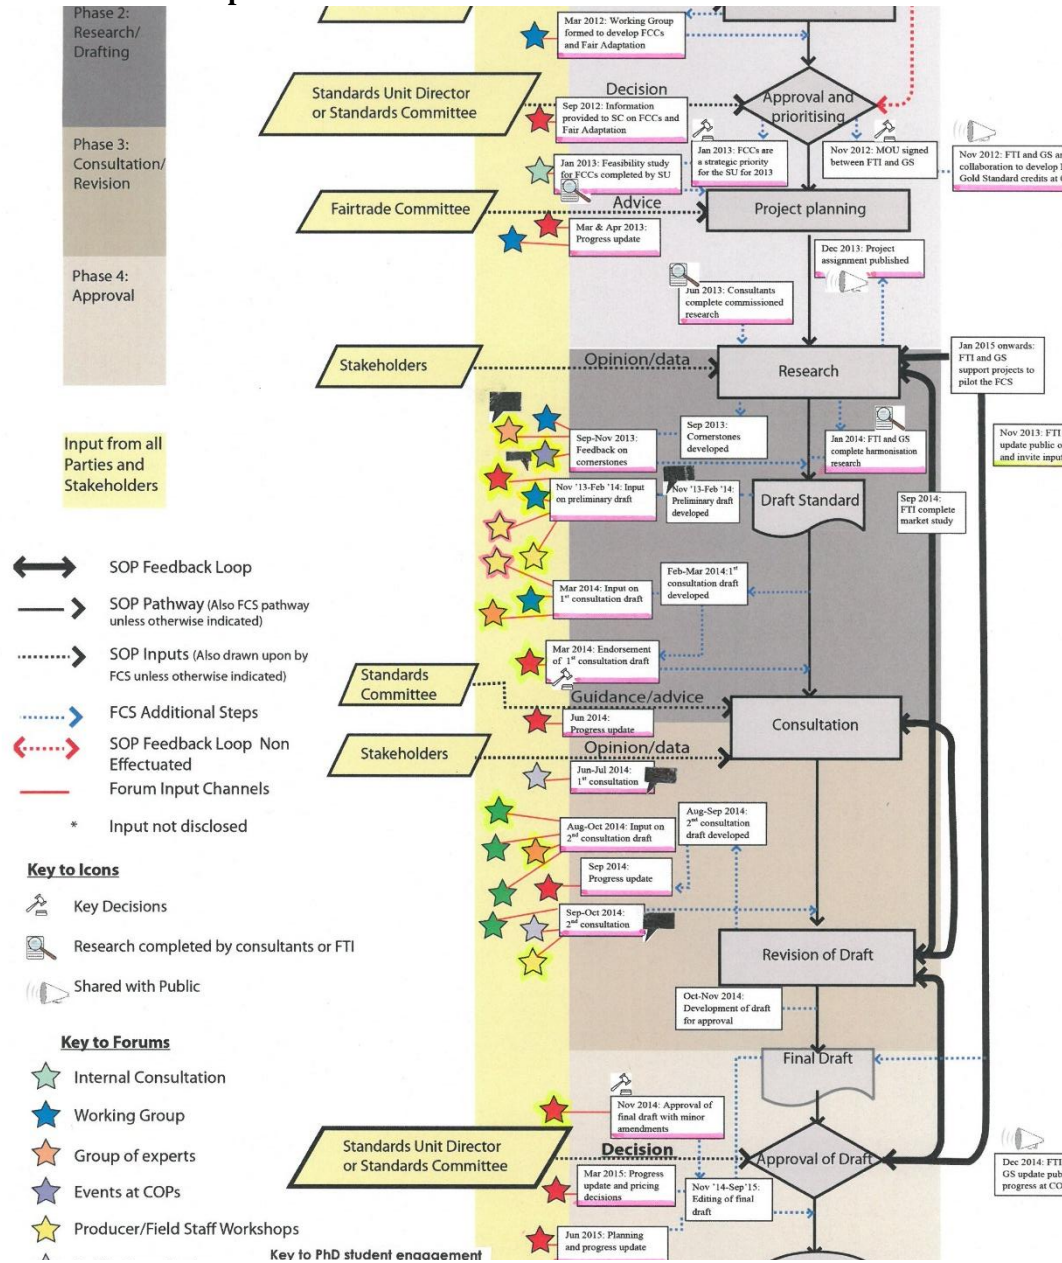 Phase 2:
Research/
Drafting
Phase 3:
Consultation/
Revision
Phase 4:
Approval
Input from all
Parties and
Stakeholders
SOP Feedback Loop
SOP Pathway (Also FCS pathway
unless otherwise indicated)
SOP Inputs (Also drawn upon by
FCS unless otherwise indicated)
FCS Additional Steps
SOP Feedback Loop Non
Effectuated
Forum Input Channels
* Input not disclosed
Key to Icons
Key Decisions
Research completed by consultants or FTI
Shared with Public
Key to Forums
Internal Consultation
Working Group
Group of experts
Events at COPs
Producer/Field Staff Workshops
Key to PhD student engagement
Mar 2012: Working Group
formed to develop FCCs
and Fair Adaptation
Standards Unit Director
or Standards Committee
Decision
Sep 2012: Information
provided to SC on FCCs and
Fair Adaptation
Approval and
prioritising
Jan 2013: Feasibility study
for FCCs completed by SU
Jan 2013: FCCs are
a strategic priority
for the SU for 2013
Nov 2012: MOU signed
between FTI and GS
Nov 2012: FTI and GS
collaboration to develop
Gold Standard credits at
Fairtrade Committee
Advice
Project planning
Mar & Apr 2013:
Progress update
Dec 2013: Project
assignment published
Jun 2013: Consultants
complete commissioned
research
Stakeholders
Opinion/data
Research
Jan 2015 onwards:
FTI and GS
support projects to
pilot the FCS
Sep-Nov 2013:
Feedback on
cornerstones
Sep 2013:
Cornerstones
developed
Jan 2014: FTI and GS
complete harmonisation
research
Nov 2013: FTI
update public
and invite
Nov '13-Feb '14: Input
on preliminary draft
Nov '13-Feb '14:
Preliminary draft
developed
Draft Standard
Sep 2014:
FTI complete
market study
Mar 2014: Input on
1st consultation draft
Feb-Mar 2014:1st
consultation draft
developed
Mar 2014: Endorsement
of 1st consultation draft
Standards
Committee
Guidance/advice
Consultation
Jun 2014:
Progress update
Stakeholders
Opinion/data
Jun-Jul 2014:
1st consultation
Aug-Oct 2014: Input on
2nd consultation draft
Aug-Sep 2014:
2nd consultation
draft developed
Sep 2014:
Progress update
Sep-Oct 2014:
2nd consultation
Revision of Draft
Oct-Nov 2014:
Development of draft
for approval
Final Draft
Nov 2014: Approval of
final draft with minor
amendments
Standards Unit Director
or Standards Committee
Decision
Approval of Draft
Dec 2014: FTI
GS update
progress at
Mar 2015: Progress
update and pricing
decisions
Nov '14-Sep'15:
Editing of final
draft
Jun 2015: Planning
and progress update